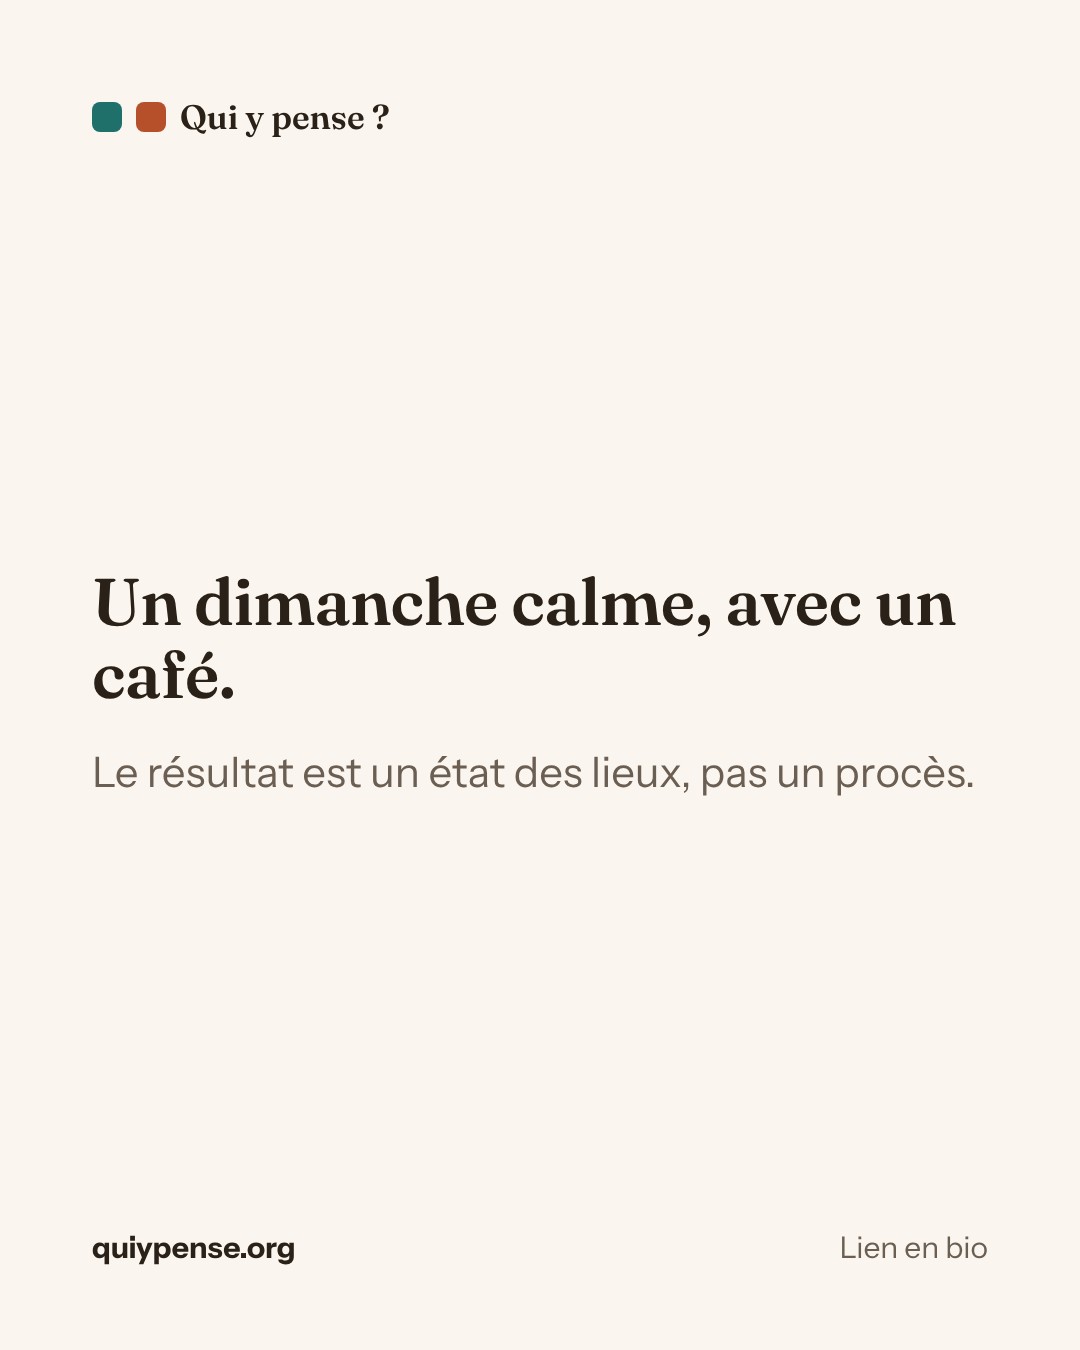 Qui y pense ?
Un dimanche calme, avec un
café.
Le résultat est un état des lieux, pas un procès.
quiypense.org
Lien en bio